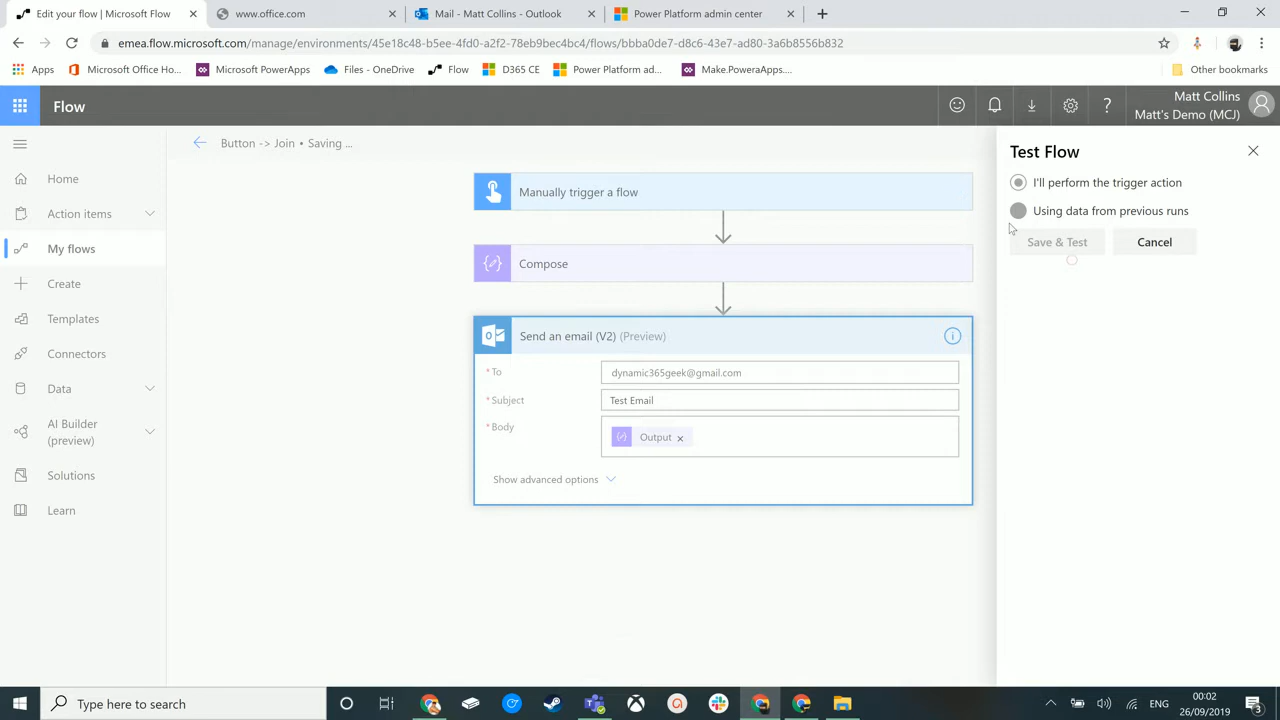 Edit your flow | Microsoft Flow
www.office.com
Mail - Matt Collins - Outlook
Power Platform admin center
emea.flow.microsoft.com/manage/environments/45e18c48-b5ee-4fd0-a2f2-78eb9bec4bc4/flows/bbba0de7-d8c6-43e7-ad80-3a6b8556b832
Apps
Microsoft Office Ho...
Microsoft PowerApps
Files - OneDrive
Flow
D365 CE
Power Platform ad...
Make.PoweraApps....
Other bookmarks
Flow
Matt Collins
Matt's Demo (MCJ)
Button -> Join • Saving ...
Home
Action items
My flows
Create
Templates
Connectors
Data
AI Builder
(preview)
Solutions
Learn
Manually trigger a flow
Compose
Send an email (V2) (Preview)
* To
dynamic365geek@gmail.com
* Subject
Test Email
* Body
Output
Show advanced options
Test Flow
I'll perform the trigger action
Using data from previous runs
Save & Test
Cancel
Type here to search
ENG
00:02
26/09/2019
3